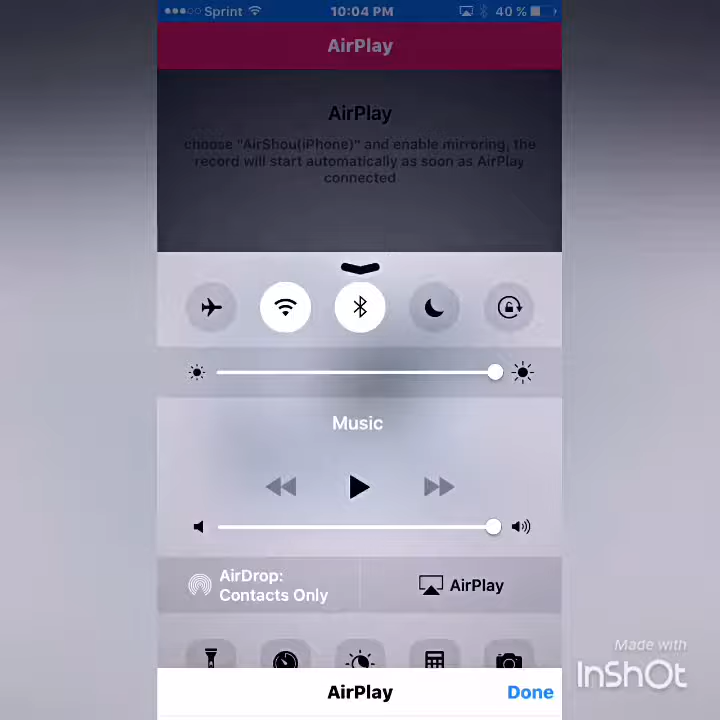 Sprint 10:04 PM 40 %
AirPlay
AirPlay
choose "AirShou(iPhone)" and enable mirroring, the
record will start automatically as soon as AirPlay
connected
Music
AirDrop:
Contacts Only
AirPlay
AirPlay Done
Made with
InShOt